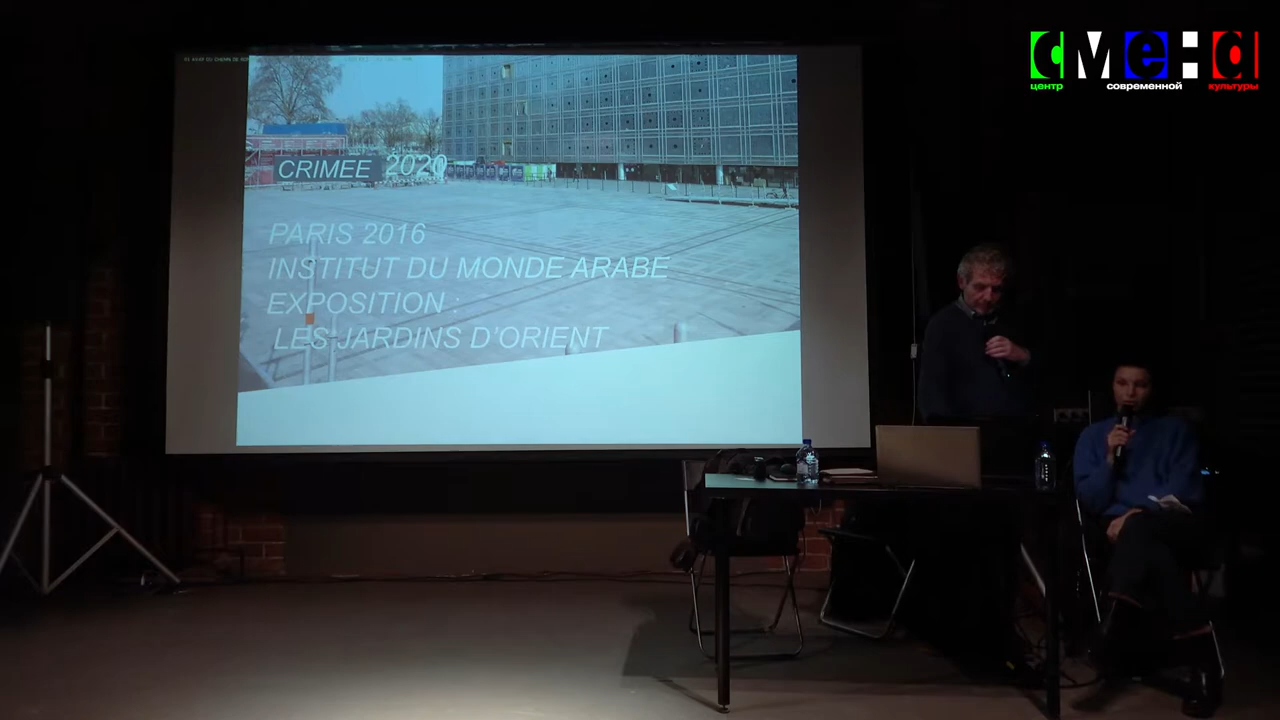 смена
центр современной культуры
CRIMEE 2020
PARIS 2016
INSTITUT DU MONDE ARABE
EXPOSITION :
LES JARDINS D'ORIENT